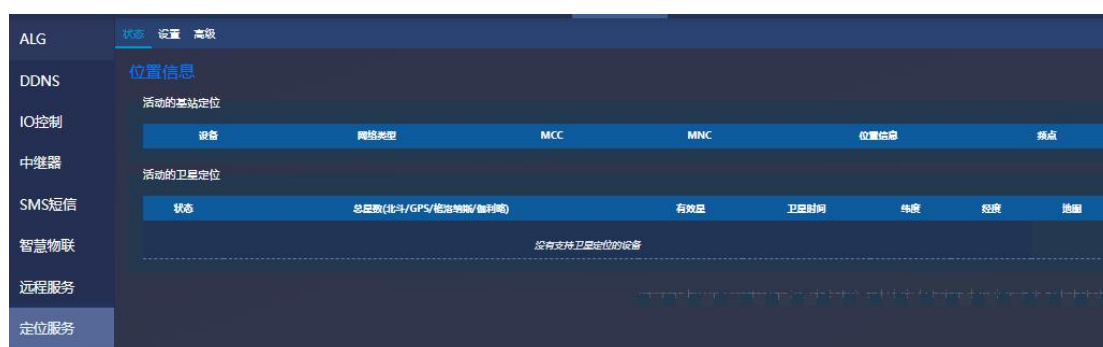 ALG
DDNS
IO控制
中继器
SMS短信
智慧物联
远程服务
定位服务
状态 设置 高级
位置信息
活动的基站定位
设备 网络类型 MCC MNC 位置信息 频点
活动的卫星定位
状态 总星数(北斗/GPS/格洛纳斯/伽利略) 有效星 卫星时间 纬度 经度 地图
没有支持卫星定位的设备